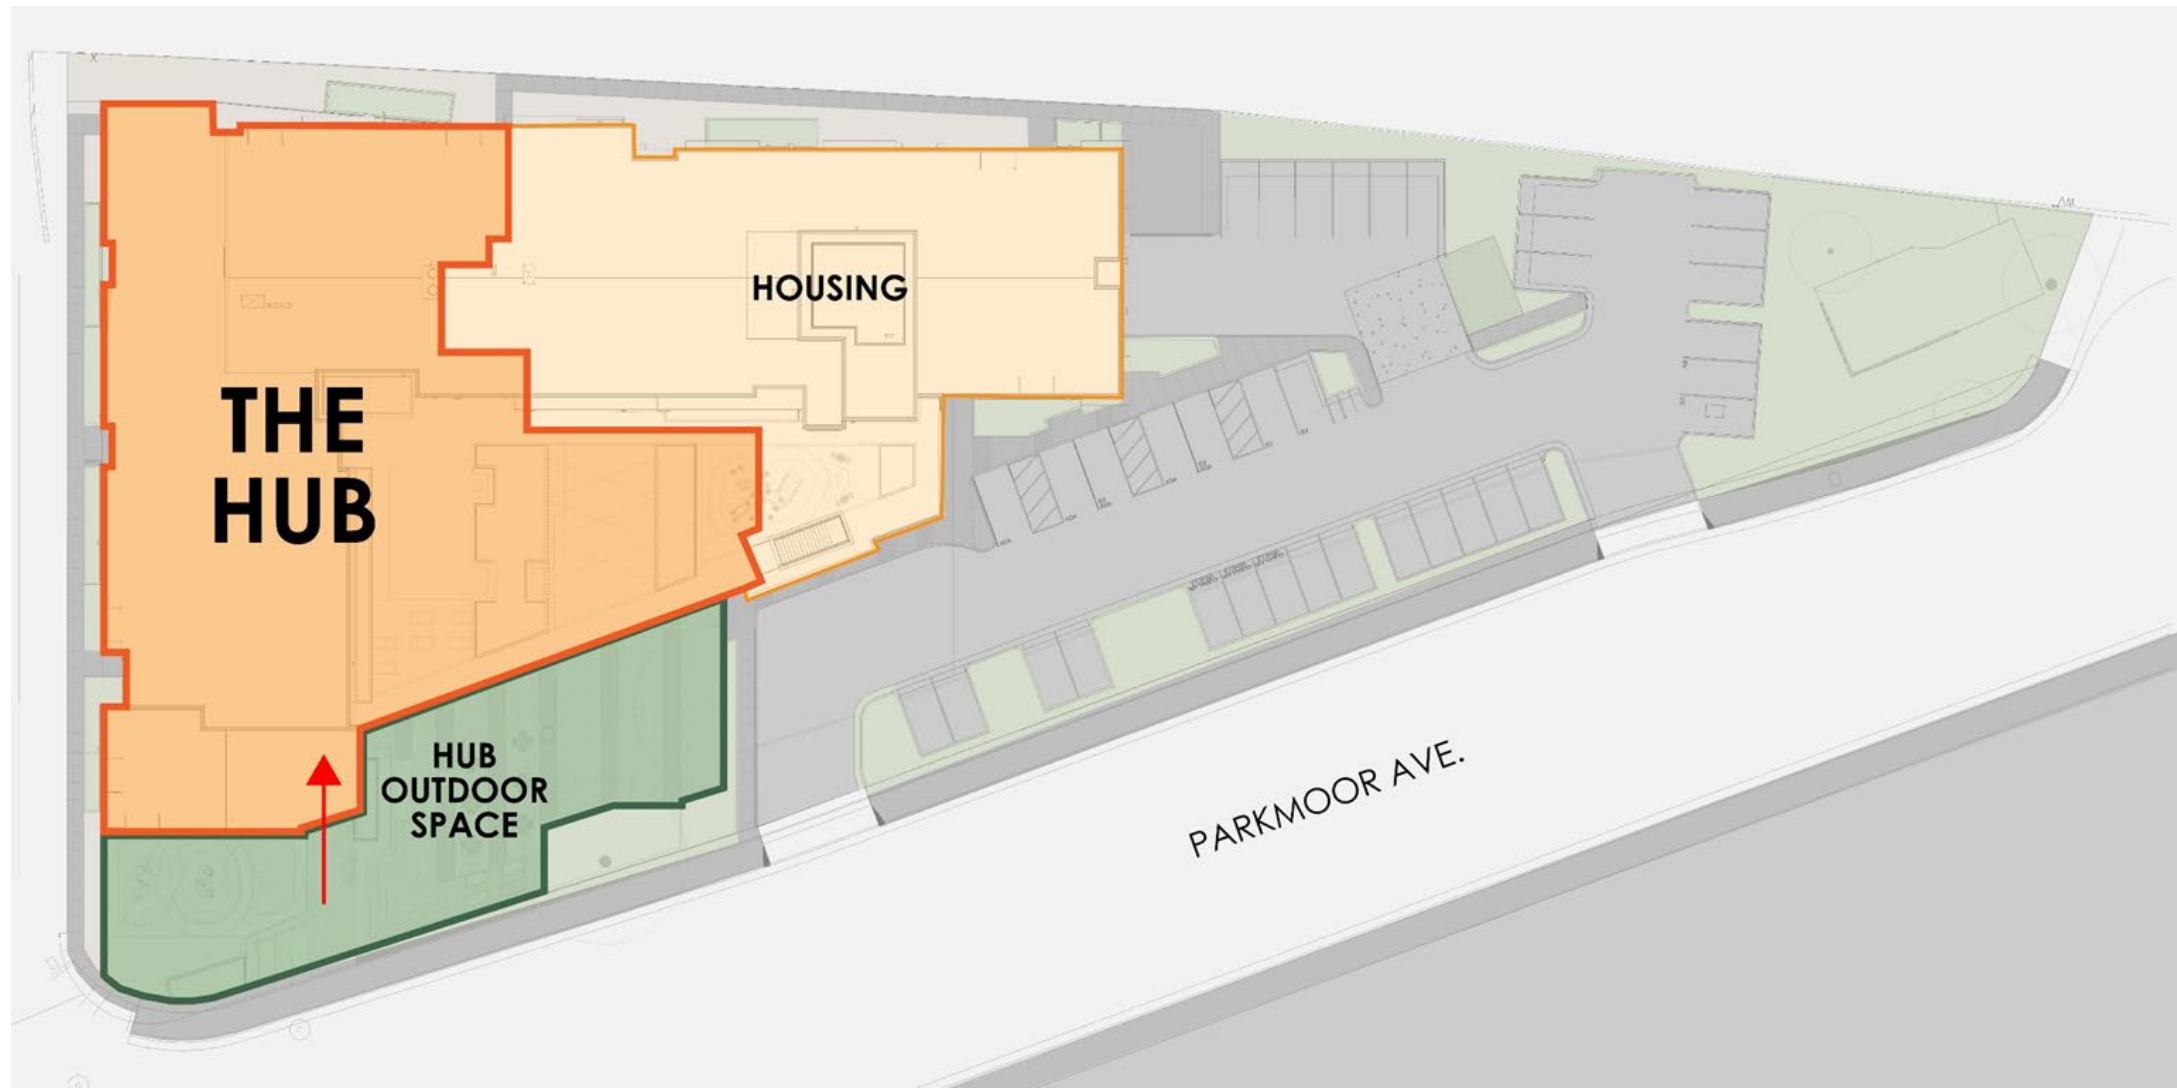 HOUSING
THE
HUB
HUB
OUTDOOR
SPACE
PARKMOOR AVE.